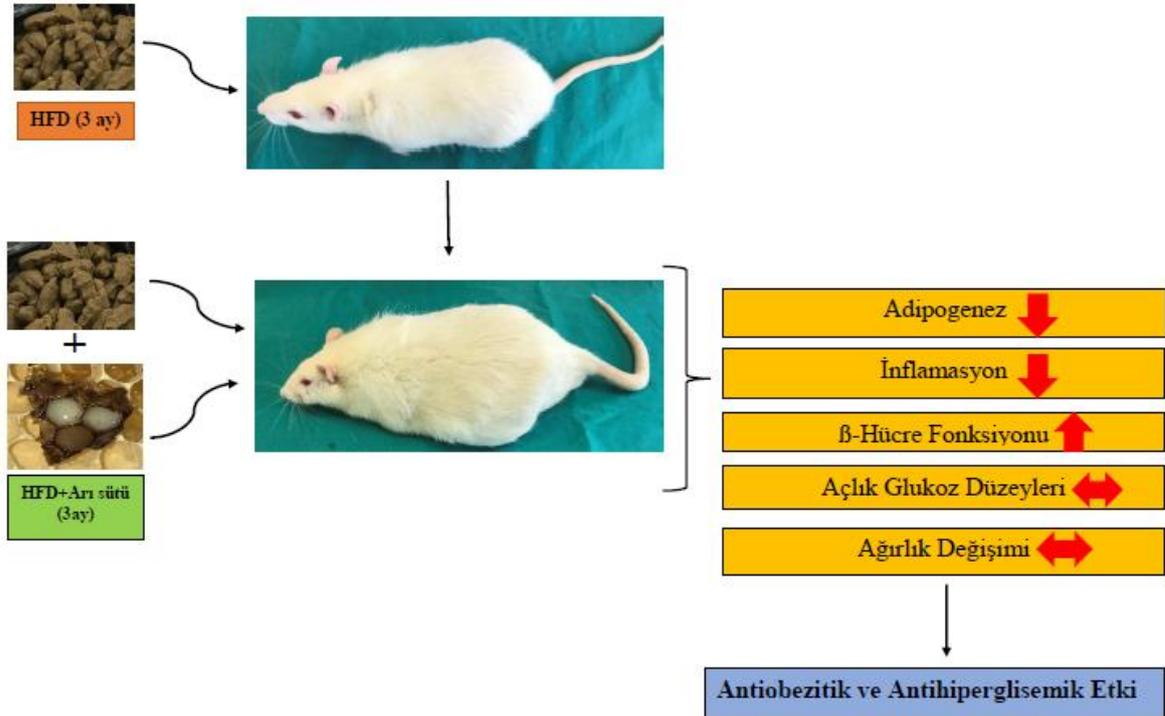 HFD (3 ay)
+
HFD+Arı sütü
(3ay)
Adipogenez
İnflamasyon
ß-Hücre Fonksiyonu
Açlık Glukoz Düzeyleri
Ağırlık Değişimi
Antiobezitik ve Antihiperglisemik Etki